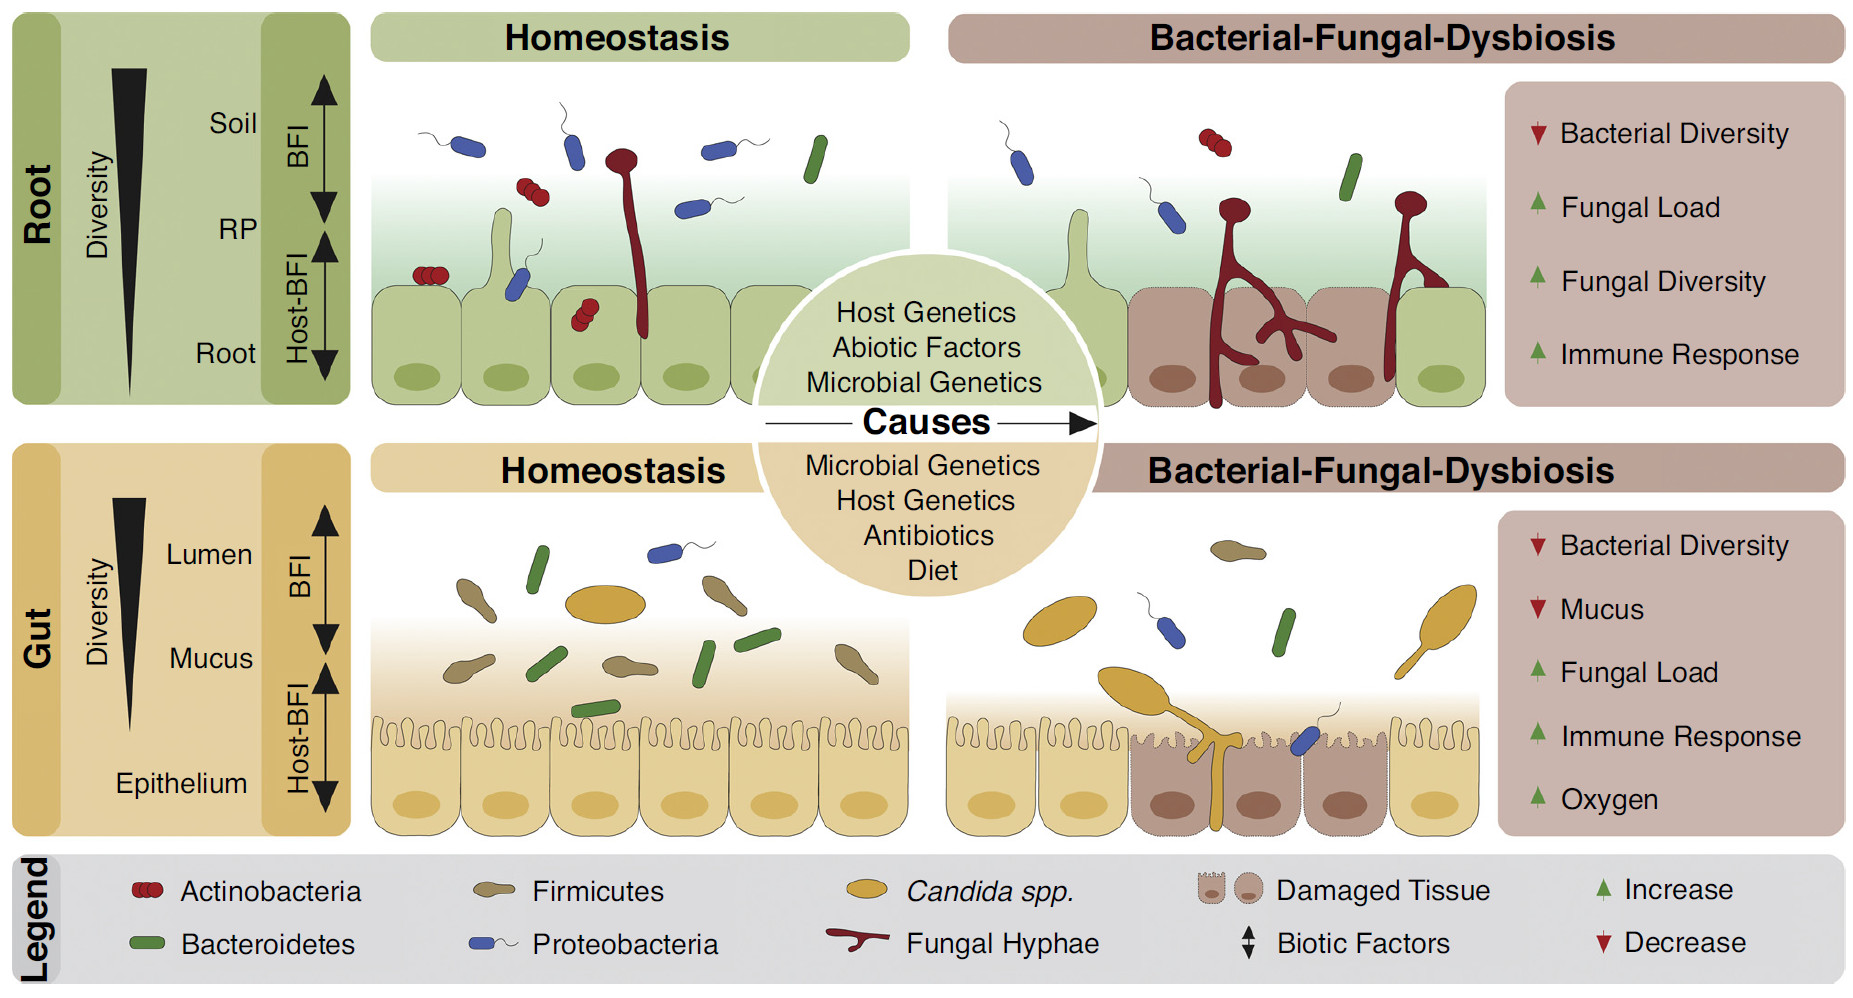 Root
Diversity
Soil
RP
Root
BFI
Host-BFI
Homeostasis
Bacterial-Fungal-Dysbiosis
Bacterial Diversity
Fungal Load
Fungal Diversity
Immune Response
Host Genetics
Abiotic Factors
Microbial Genetics
Causes
Microbial Genetics
Host Genetics
Antibiotics
Diet
Gut
Diversity
Lumen
Mucus
Epithelium
BFI
Host-BFI
Homeostasis
Bacterial-Fungal-Dysbiosis
Bacterial Diversity
Mucus
Fungal Load
Immune Response
Oxygen
Legend
Actinobacteria
Firmicutes
Candida spp.
Damaged Tissue
Increase
Bacteroidetes
Proteobacteria
Fungal Hyphae
Biotic Factors
Decrease